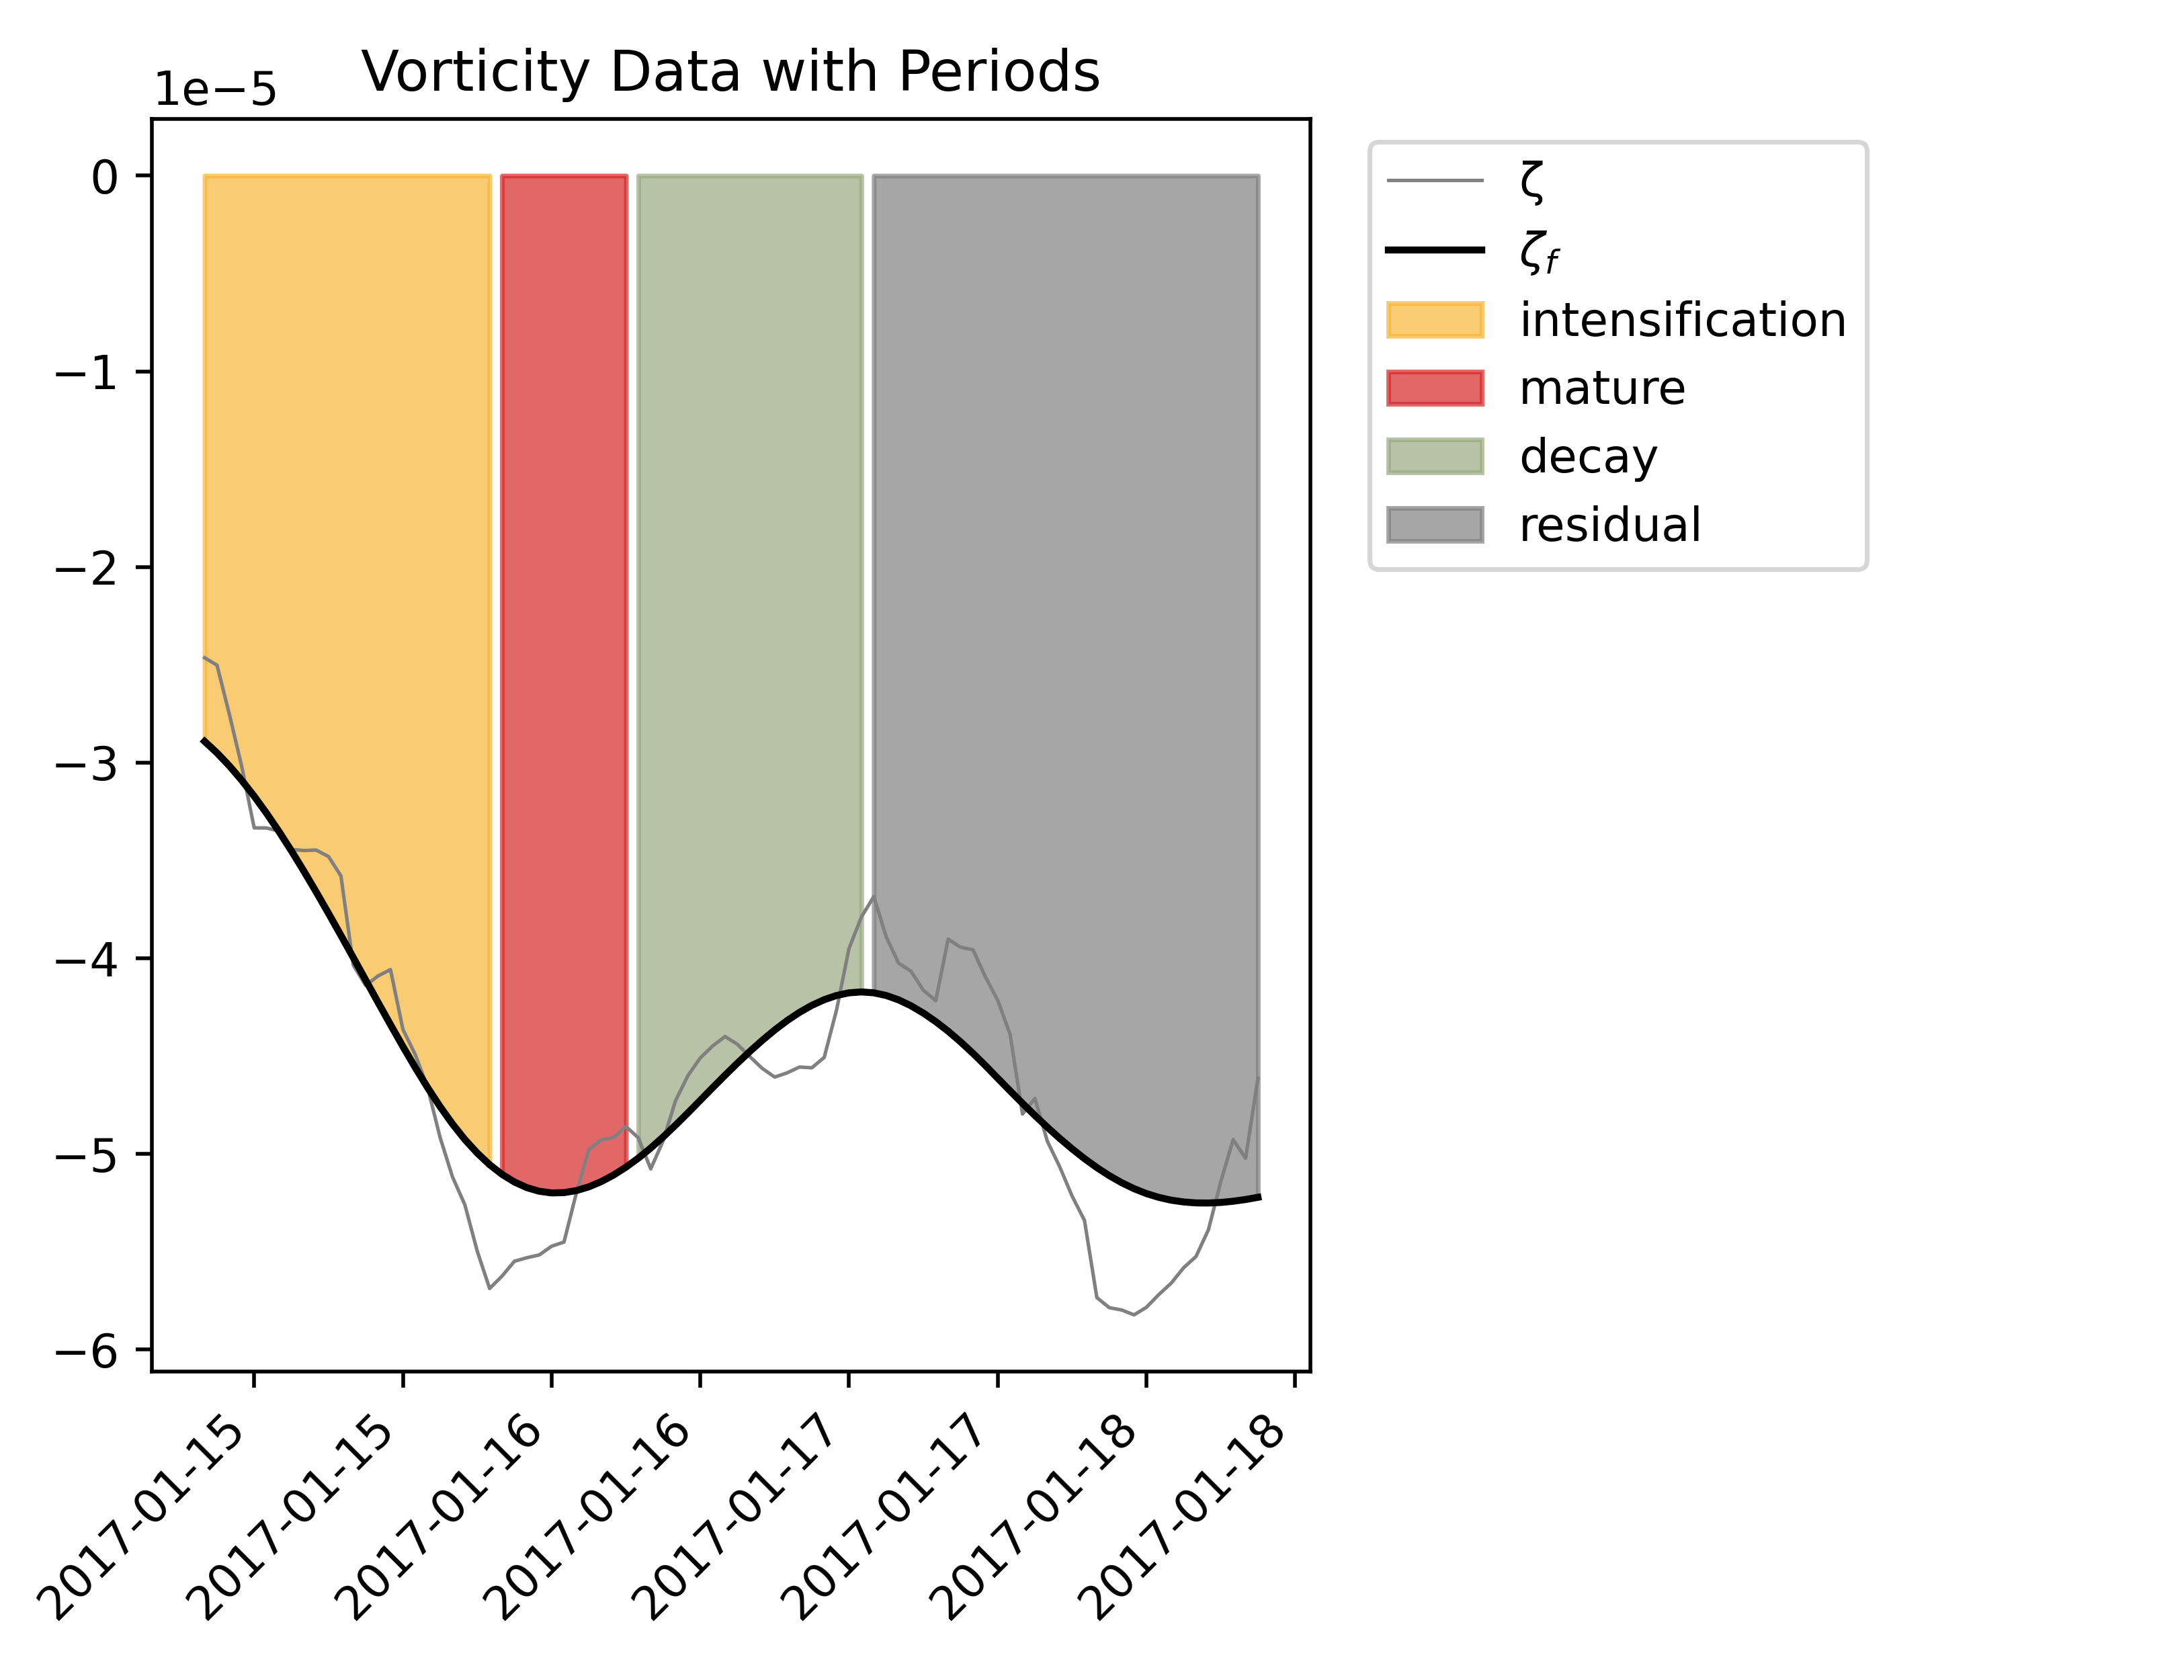 Vorticity Data with Periods
1e−5
0
−1
−2
−3
−4
−5
−6
2017-01-15
2017-01-15
2017-01-16
2017-01-16
2017-01-17
2017-01-17
2017-01-18
2017-01-18
ζ
ζf
intensification
mature
decay
residual